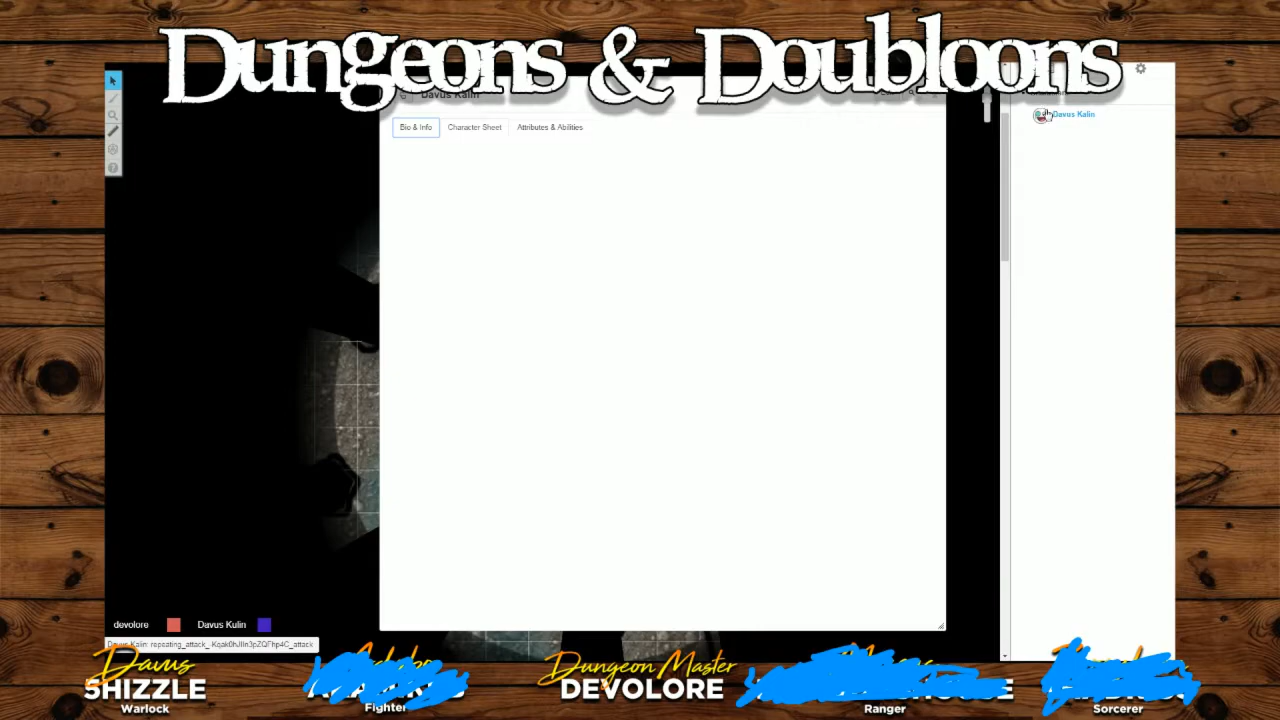 Dungeons & Doubloons
Davus Kalin
Bio & Info
Character Sheet
Attributes & Abilities
Davus Kalin
devolore
Davus Kulin
Davus
SHIZZLE
Warlock
Fighter
Dungeon Master
DEVOLORE
Ranger
Sorcerer